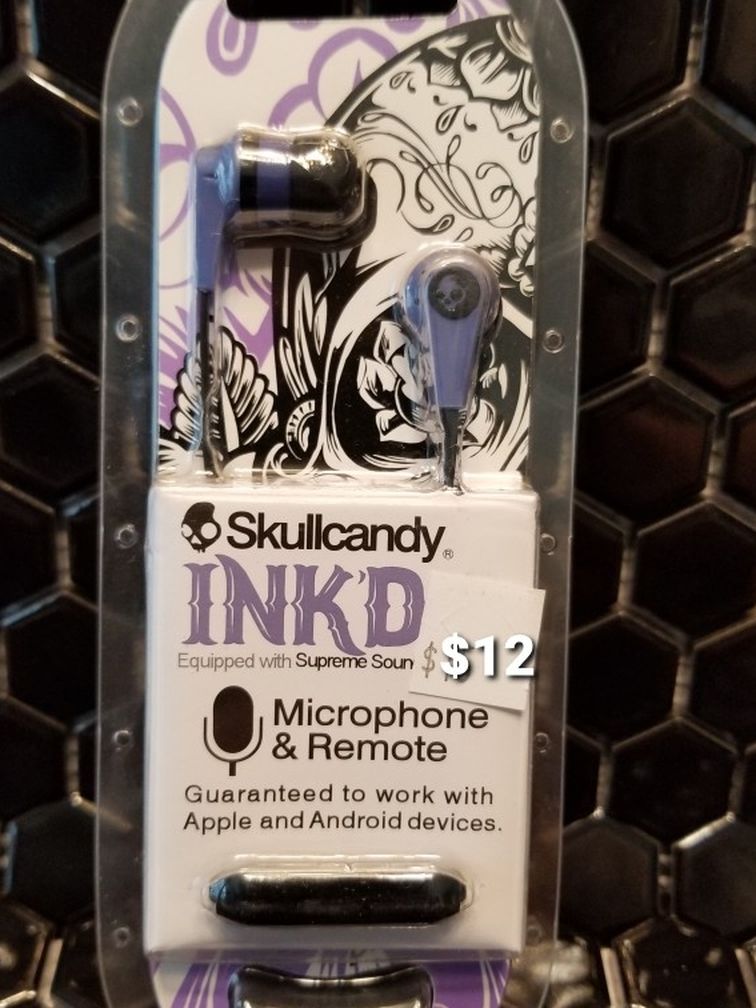 Skullcandy®
INK'D
Equipped with Supreme Soun
$ $12
Microphone
& Remote
Guaranteed to work with
Apple and Android devices.